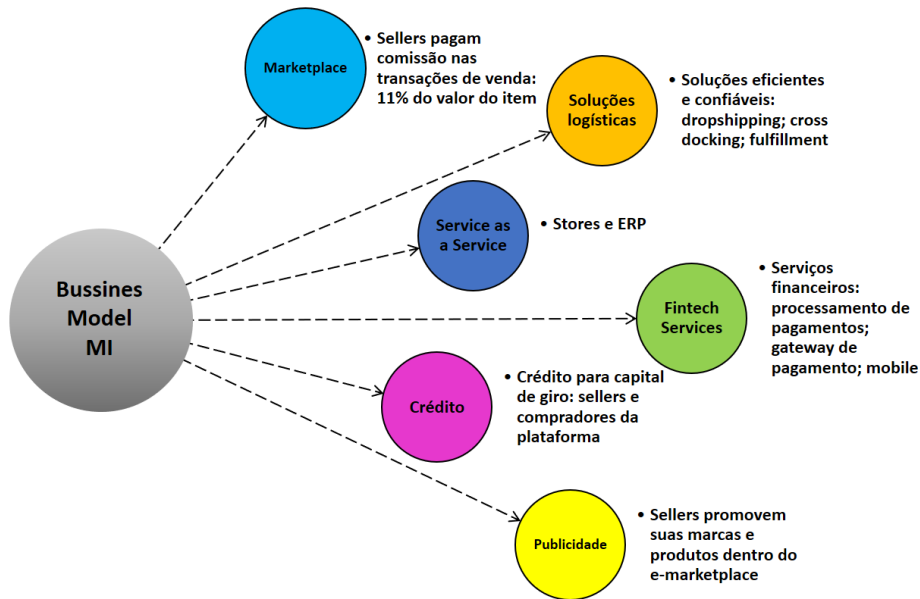 Marketplace
• Sellers pagam
comissão nas
transações de venda:
11% do valor do item
Soluções
logísticas
• Soluções eficientes
e confiáveis:
dropshipping; cross
docking; fulfillment
Service as
a Service
• Stores e ERP
Bussines
Model
MI
Fintech
Services
• Serviços
financeiros:
processamento de
pagamentos;
gateway de
pagamento; mobile
Crédito
• Crédito para capital
de giro: sellers e
compradores da
plataforma
Publicidade
• Sellers promovem
suas marcas e
produtos dentro do
e-marketplace